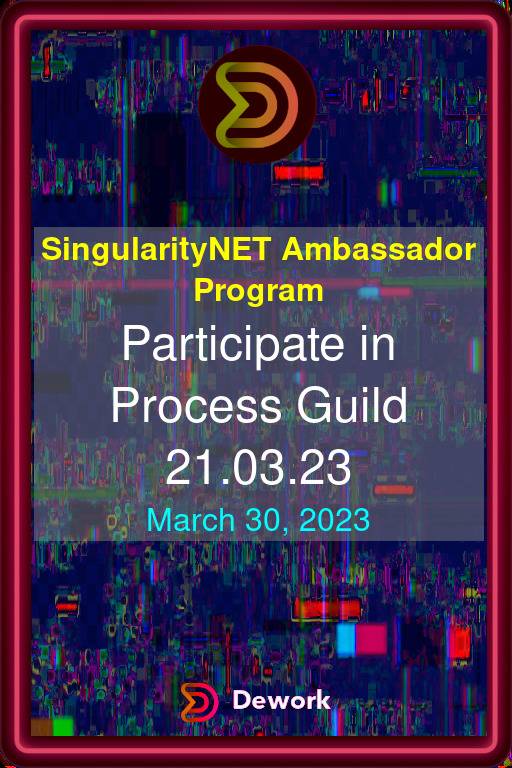 SingularityNET Ambassador
Program
Participate in
Process Guild
21.03.23
March 30, 2023
Dework